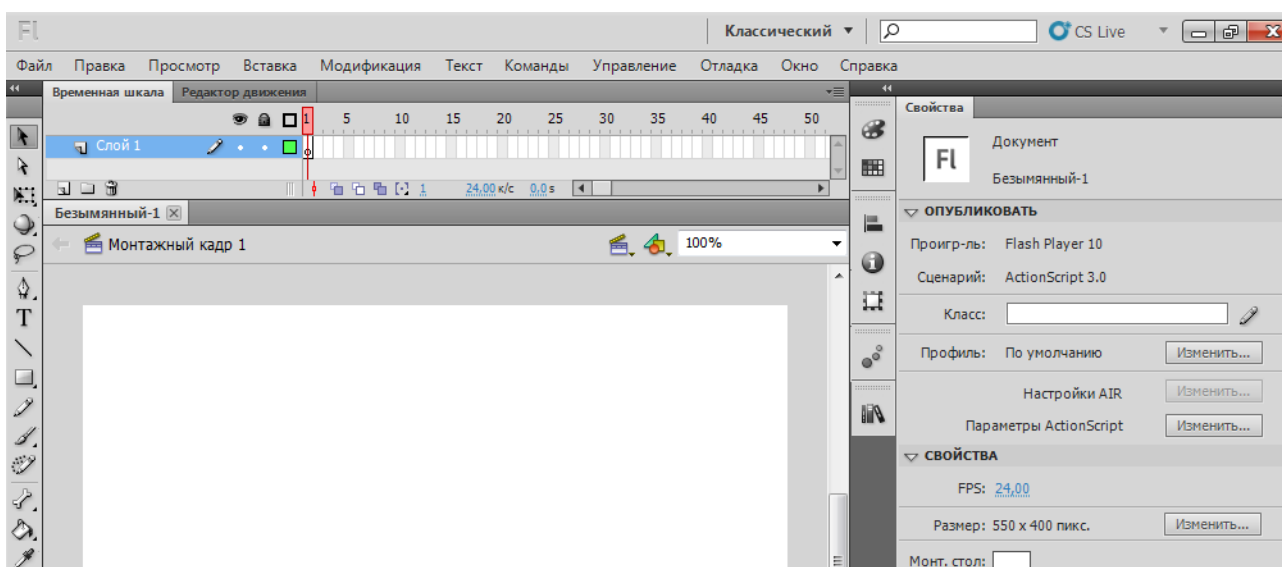 Fl Классический CS Live
Файл Правка Просмотр Вставка Модификация Текст Команды Управление Отладка Окно Справка
Временная шкала Редактор движения
1 5 10 15 20 25 30 35 40 45 50
Слой 1
1 24,00 к/с 0,0 s
Безымянный-1
Монтажный кадр 1 100%
T
Свойства
Fl
Документ
Безымянный-1
ОПУБЛИКОВАТЬ
Проигр-ль: Flash Player 10
Сценарий: ActionScript 3.0
Класс:
Профиль: По умолчанию Изменить...
Настройки AIR Изменить...
Параметры ActionScript Изменить...
СВОЙСТВА
FPS: 24,00
Размер: 550 x 400 пикс. Изменить...
Монт. стол: